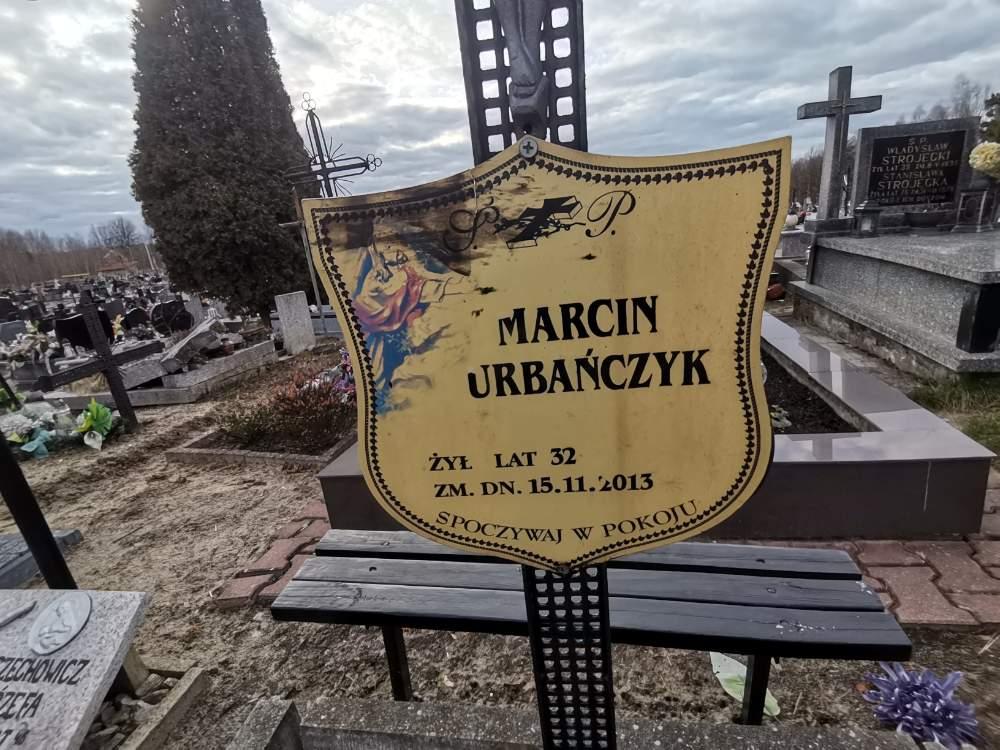 Ś. P.
MARCIN
URBAŃCZYK
ŻYŁ LAT 32
ZM. DN. 15.11.2013
SPOCZYWAJ W POKOJU
Ś. P.
WŁADYSŁAW
STROJECKI
STANISŁAWA
STROJECKA